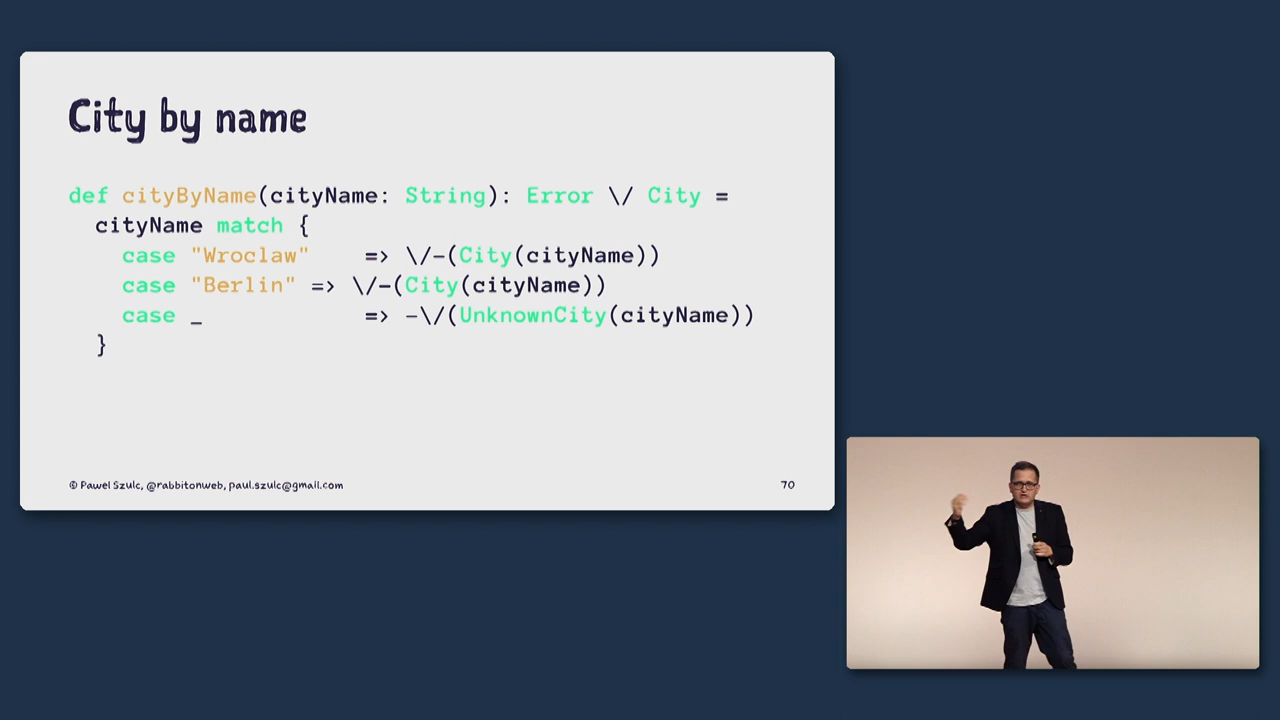 City by name
def cityByName(cityName: String): Error \/ City =
  cityName match {
    case "Wroclaw"    => \/-(City(cityName))
    case "Berlin" => \/-(City(cityName))
    case _            => -\/(UnknownCity(cityName))
  }
© Pawel Szulc, @rabbitonweb, paul.szulc@gmail.com
70